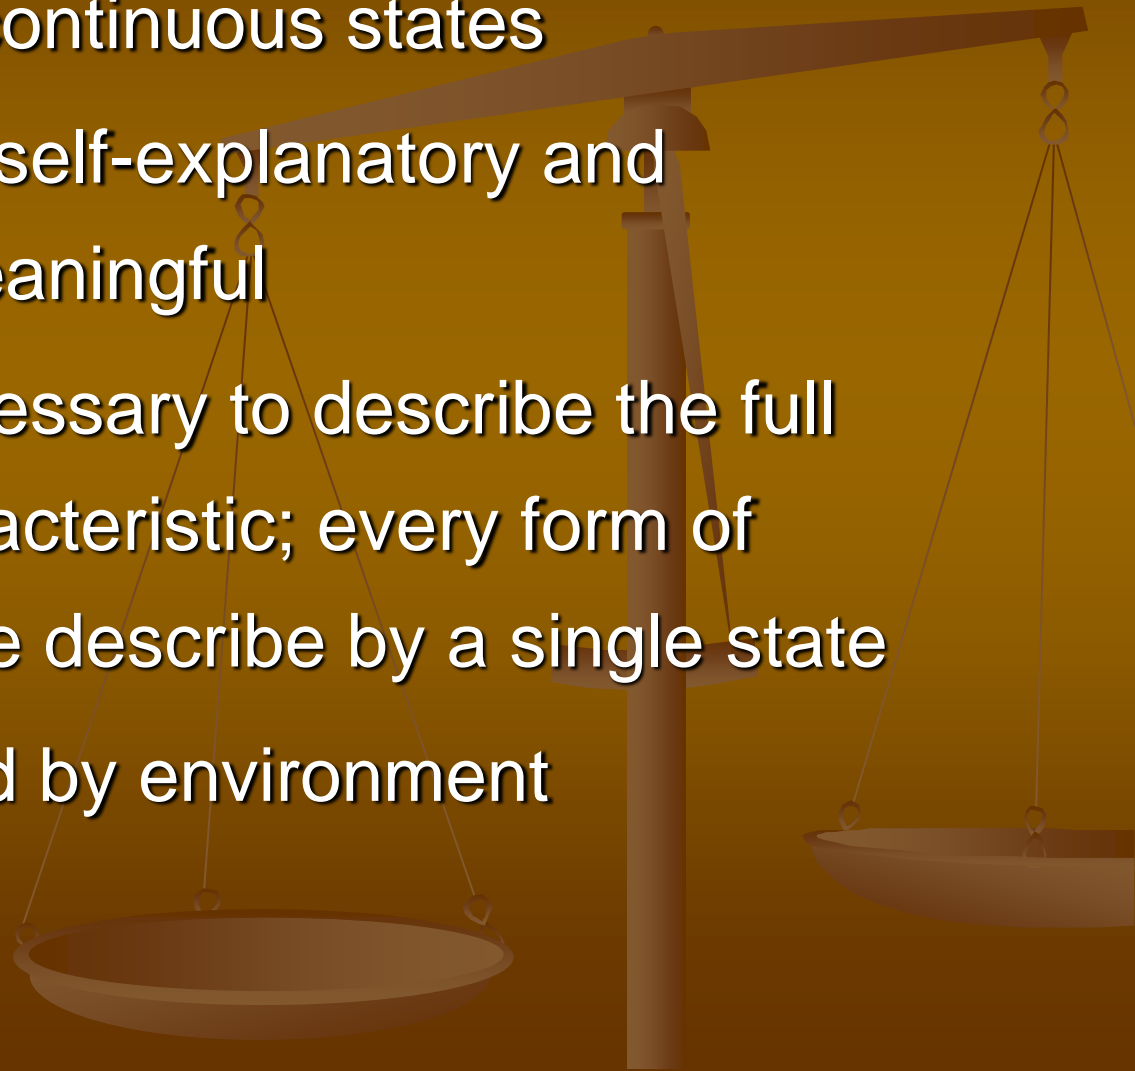 ontinuous states
self-explanatory and
eaningful
essary to describe the full
acteristic; every form of
e describe by a single state
d by environment